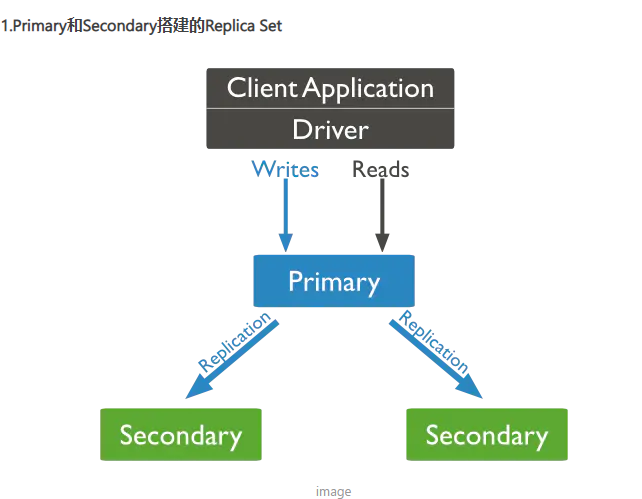 1.Primary和Secondary搭建的Replica Set
Client Application
Driver
Writes Reads
Primary
Replication Replication
Secondary Secondary
image